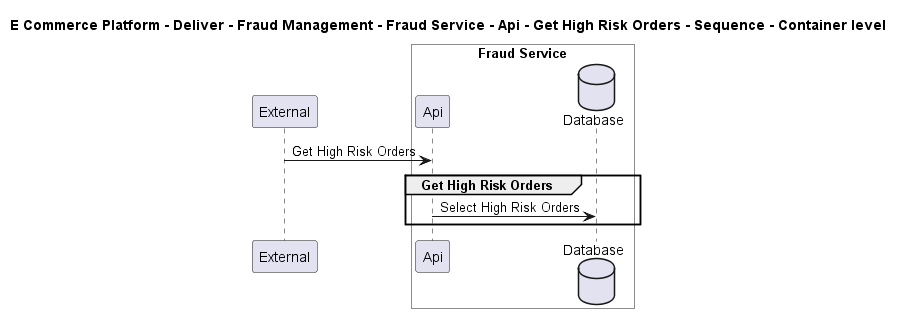 E Commerce Platform - Deliver - Fraud Management - Fraud Service - Api - Get High Risk Orders - Sequence - Container level
Fraud Service
External
Api
Database
Get High Risk Orders
Get High Risk Orders
Select High Risk Orders
External
Api
Database